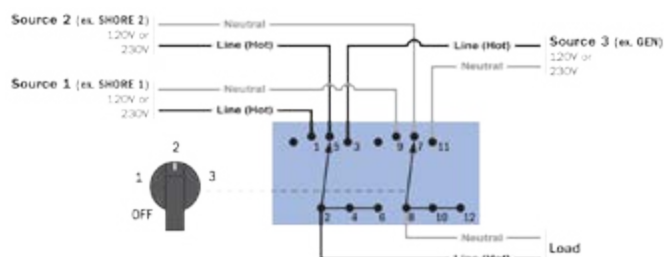 Source 2 (ex. SHORE 2)
120V or
230V
Neutral
Line (Hot)
Source 1 (ex. SHORE 1)
120V or
230V
Neutral
Line (Hot)
Line (Hot)
Neutral
Source 3 (ex. GEN)
120V or
230V
1 5 3 9 7 11
2 4 6 8 10 12
2
1 3
OFF
Neutral
Line (Hot)
Load